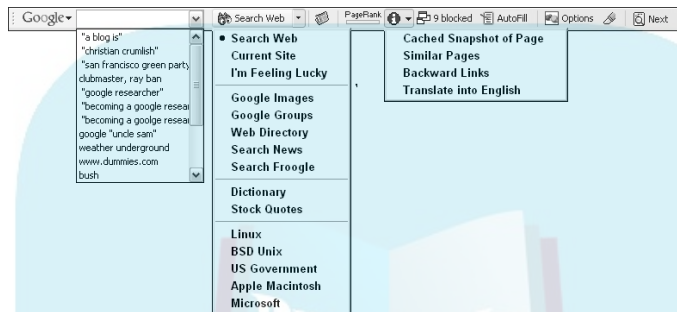 Google
Search Web
PageRank
9 blocked
AutoFill
Options
Next
"a blog is"
"christian crumlish"
"san francisco green party
clubmaster, ray ban
"google researcher"
"becoming a google resear
"becoming a goolge resear
google "uncle sam"
weather underground
www.dummies.com
bush
Search Web
Current Site
I'm Feeling Lucky
Google Images
Google Groups
Web Directory
Search News
Search Froogle
Dictionary
Stock Quotes
Linux
BSD Unix
US Government
Apple Macintosh
Microsoft
Cached Snapshot of Page
Similar Pages
Backward Links
Translate into English